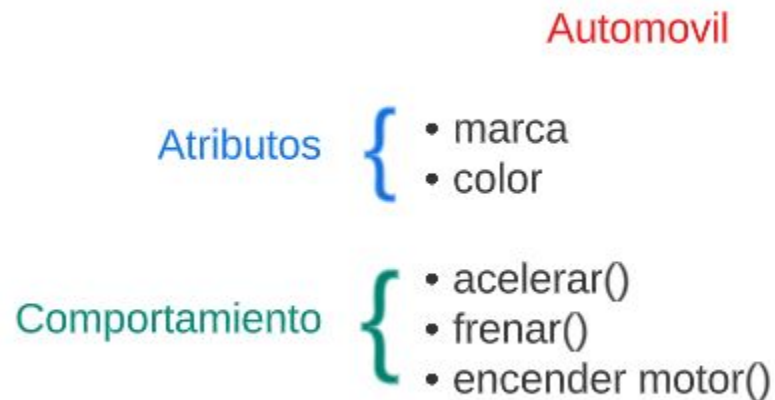 Automovil
Atributos
• marca
• color
Comportamiento
• acelerar()
• frenar()
• encender motor()